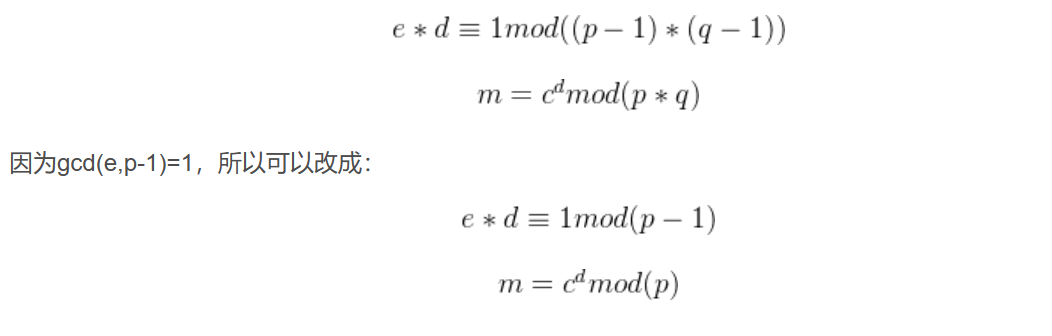 e * d ≡ 1mod((p − 1) * (q − 1))
m = c^d mod(p * q)
因为gcd(e,p-1)=1，所以可以改成：
e * d ≡ 1mod(p − 1)
m = c^d mod(p)